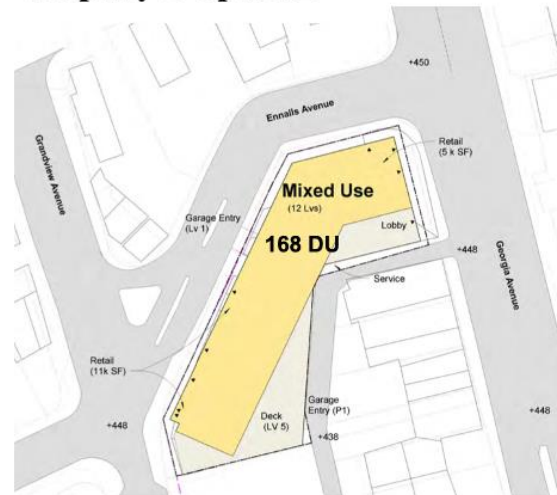 +450
Ennalls Avenue
Grandview Avenue
Retail
(5 k SF)
Mixed Use
(12 Lvs)
Garage Entry
(Lv 1)
Lobby
168 DU
+448
Georgia Avenue
Service
Retail
(11k SF)
Deck
(LV 5)
Garage
Entry (P1)
+448
+438
+448